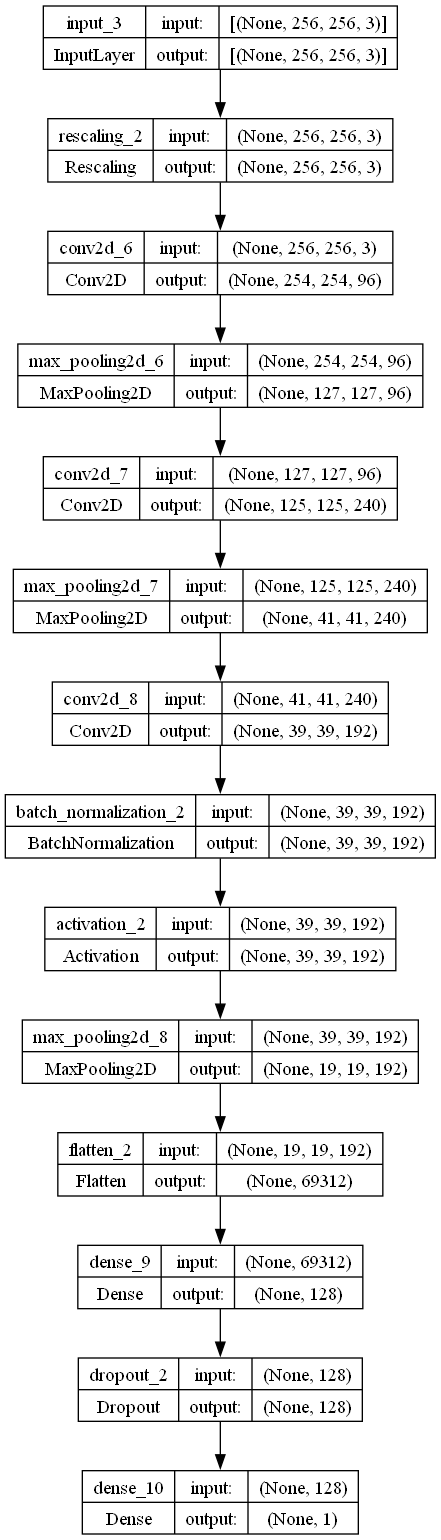 input_3 input: [(None, 256, 256, 3)]
InputLayer output: [(None, 256, 256, 3)]
rescaling_2 input: (None, 256, 256, 3)
Rescaling output: (None, 256, 256, 3)
conv2d_6 input: (None, 256, 256, 3)
Conv2D output: (None, 254, 254, 96)
max_pooling2d_6 input: (None, 254, 254, 96)
MaxPooling2D output: (None, 127, 127, 96)
conv2d_7 input: (None, 127, 127, 96)
Conv2D output: (None, 125, 125, 240)
max_pooling2d_7 input: (None, 125, 125, 240)
MaxPooling2D output: (None, 41, 41, 240)
conv2d_8 input: (None, 41, 41, 240)
Conv2D output: (None, 39, 39, 192)
batch_normalization_2 input: (None, 39, 39, 192)
BatchNormalization output: (None, 39, 39, 192)
activation_2 input: (None, 39, 39, 192)
Activation output: (None, 39, 39, 192)
max_pooling2d_8 input: (None, 39, 39, 192)
MaxPooling2D output: (None, 19, 19, 192)
flatten_2 input: (None, 19, 19, 192)
Flatten output: (None, 69312)
dense_9 input: (None, 69312)
Dense output: (None, 128)
dropout_2 input: (None, 128)
Dropout output: (None, 128)
dense_10 input: (None, 128)
Dense output: (None, 1)